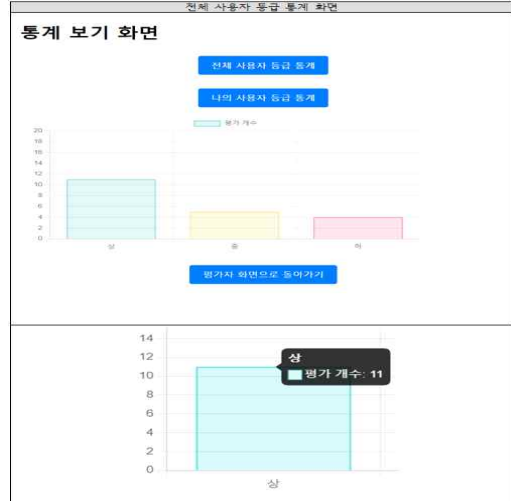 전체 사용자 등급 통계 화면
통계 보기 화면
전체 사용자 등급 통계
나의 사용자 등급 통계
평가 개수
20
18
16
14
12
10
8
6
4
2
0
상 중 하
평가자 화면으로 돌아가기
14
12
10
8
6
4
2
0
상
평가 개수: 11
상